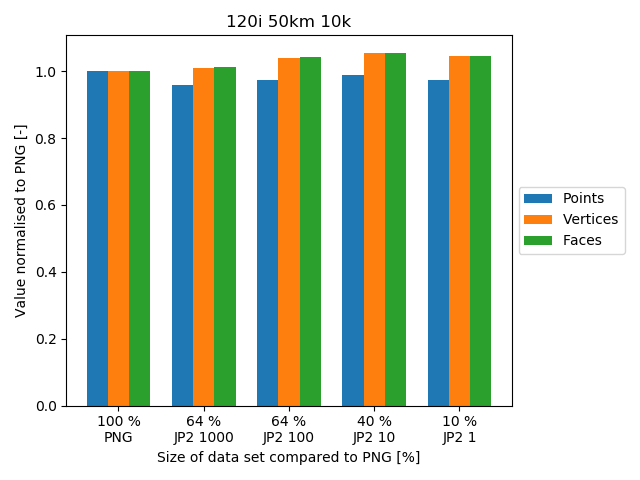 120i 50km 10k
Value normalised to PNG [-]
1.0
0.8
0.6
0.4
0.2
0.0
100 %
PNG
64 %
JP2 1000
64 %
JP2 100
40 %
JP2 10
10 %
JP2 1
Size of data set compared to PNG [%]
Points
Vertices
Faces